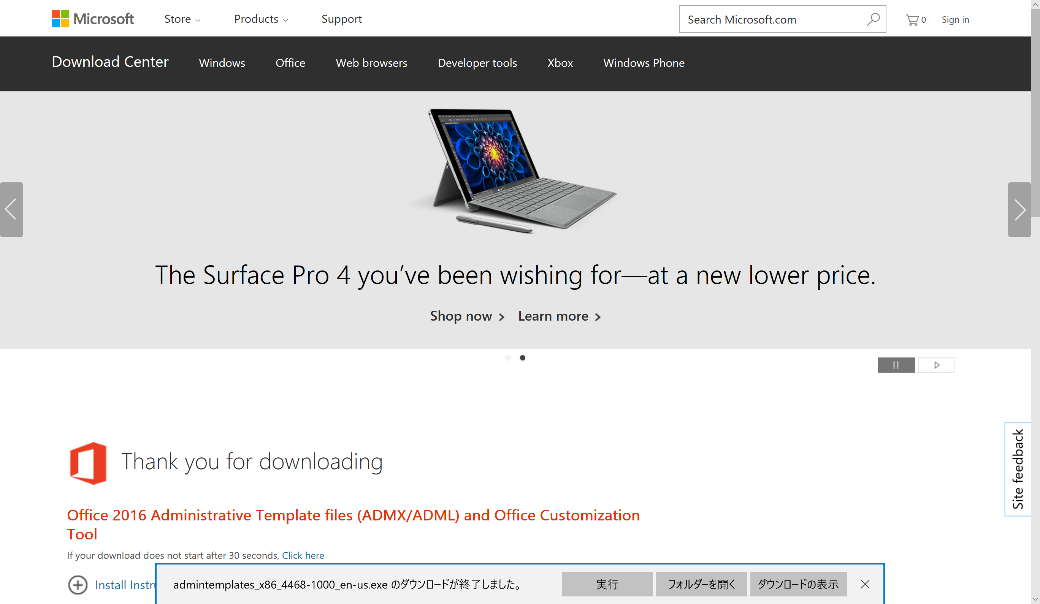 Microsoft Store Products Support Search Microsoft.com 0 Sign in
Download Center Windows Office Web browsers Developer tools Xbox Windows Phone
The Surface Pro 4 you've been wishing for—at a new lower price.
Shop now Learn more
Site feedback
Thank you for downloading
Office 2016 Administrative Template files (ADMX/ADML) and Office Customization
Tool
If your download does not start after 30 seconds, Click here
Install Instr
admintemplates_x86_4468-1000_en-us.exe のダウンロードが終了しました。 実行 フォルダーを開く ダウンロードの表示